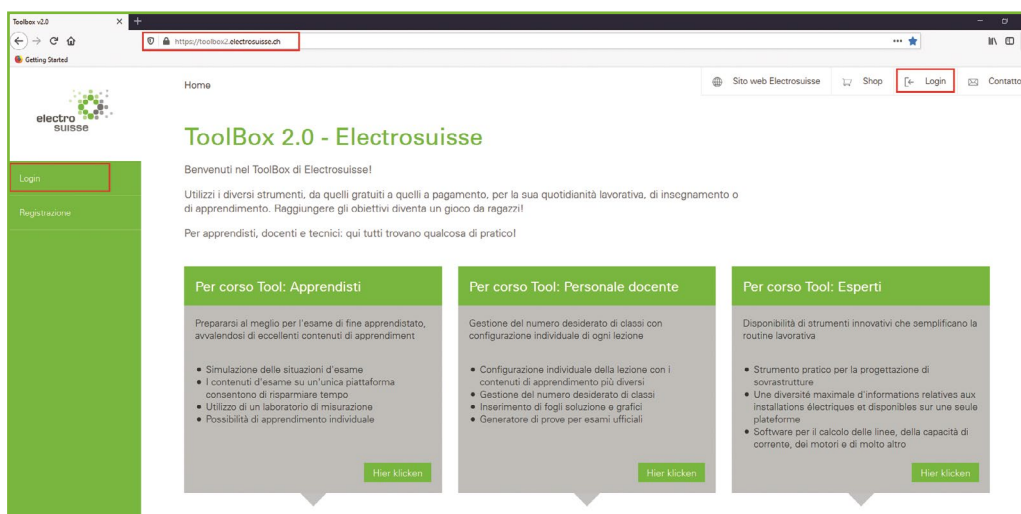 Toolbox v2.0
https://toolbox2.electrosuisse.ch
Getting Started
electro
suisse
Home
Sito web Electrosuisse
Shop
Login
Contatto
Login
Registrazione
ToolBox 2.0 - Electrosuisse
Benvenuti nel ToolBox di Electrosuisse!
Utilizzi i diversi strumenti, da quelli gratuiti a quelli a pagamento, per la sua quotidianità lavorativa, di insegnamento o
di apprendimento. Raggiungere gli obiettivi diventa un gioco da ragazzi!
Per apprendisti, docenti e tecnici: qui tutti trovano qualcosa di pratico!
Per corso Tool: Apprendisti
Prepararsi al meglio per l'esame di fine apprendistato,
avvalendosi di eccellenti contenuti di apprendiment
• Simulazione delle situazioni d'esame
• I contenuti d'esame su un'unica piattaforma
consentono di risparmiare tempo
• Utilizzo di un laboratorio di misurazione
• Possibilità di apprendimento individuale
Hier klicken
Per corso Tool: Personale docente
Gestione del numero desiderato di classi con
configurazione individuale di ogni lezione
• Configurazione individuale della lezione con i
contenuti di apprendimento più diversi
• Gestione del numero desiderato di classi
• Inserimento di fogli soluzione e grafici
• Generatore di prove per esami ufficiali
Hier klicken
Per corso Tool: Esperti
Disponibilità di strumenti innovativi che semplificano la
routine lavorativa
• Strumento pratico per la progettazione di
sovrastrutture
• Une diversité maximale d'informations relatives aux
installations électriques et disponibles sur une seule
plateforme
• Software per il calcolo delle linee, della capacità di
corrente, dei motori e di molto altro
Hier klicken